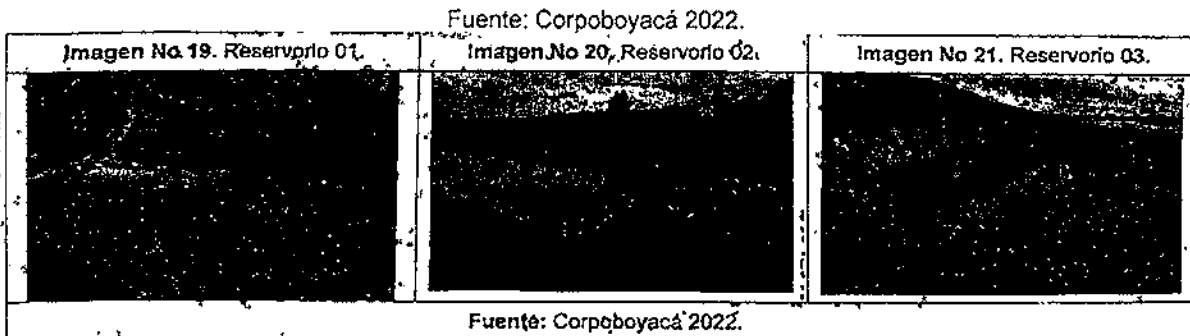 Fuente: Corpoboyacá 2022.
Imagen No 19. Reservorio 01.
Imagen No 20. Reservorio 02.
Imagen No 21. Reservorio 03.
Fuente: Corpoboyacá 2022.